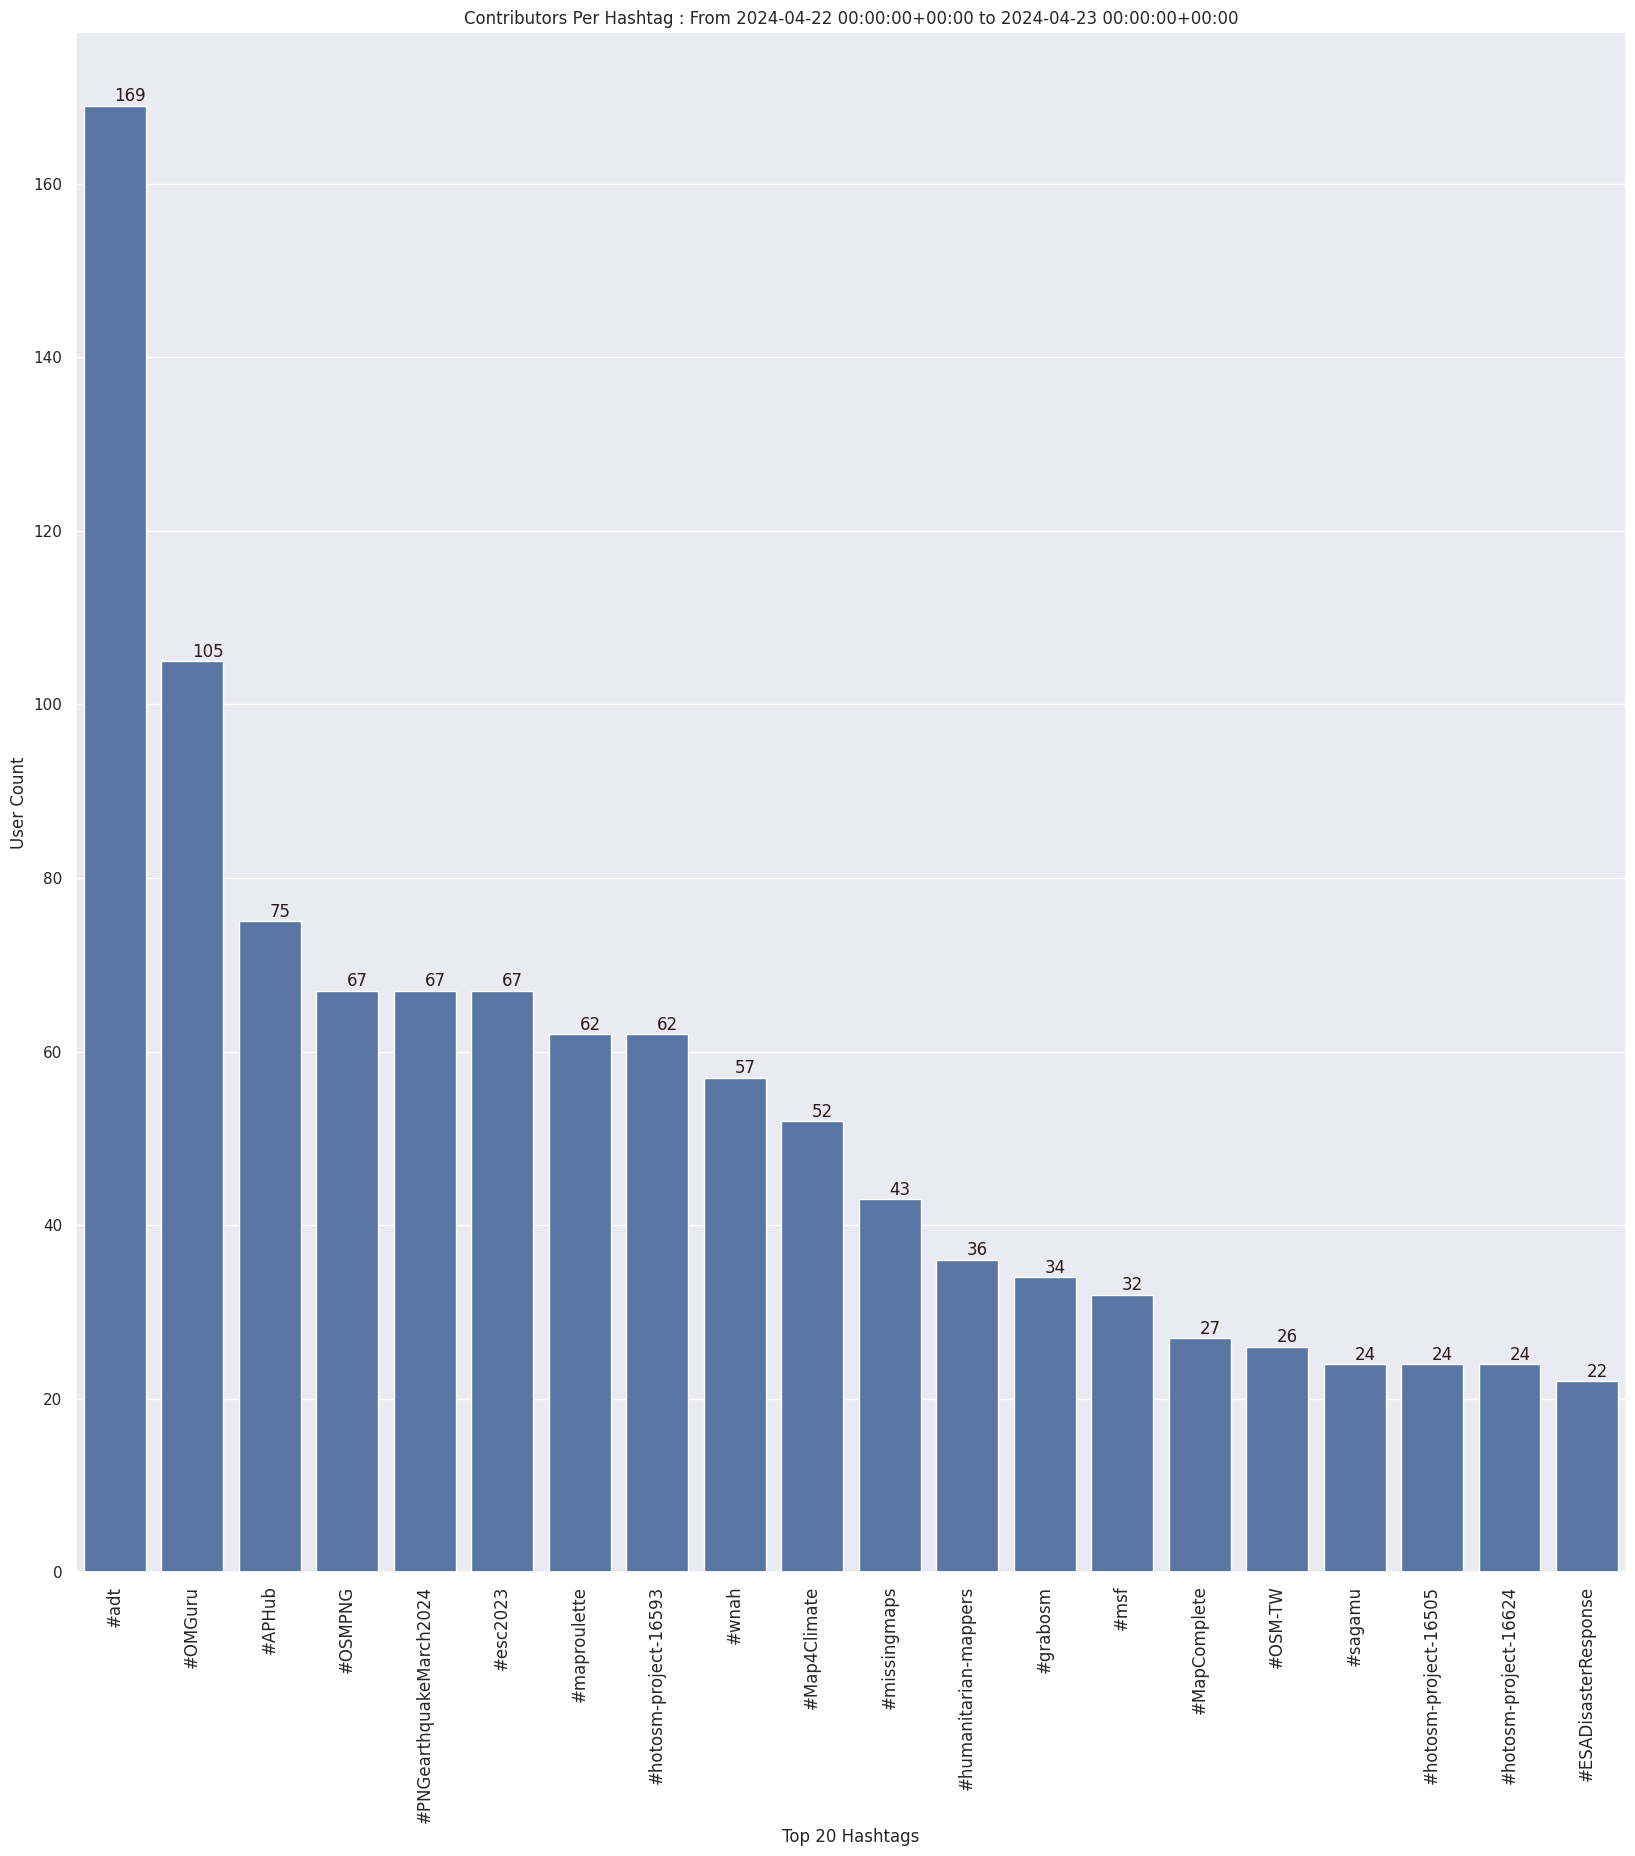 Contributors Per Hashtag : From 2024-04-22 00:00:00+00:00 to 2024-04-23 00:00:00+00:00
User Count
160
140
120
100
80
60
40
20
0
169
105
75
67
67
67
62
62
57
52
43
36
34
32
27
26
24
24
24
22
#adt
#OMGuru
#APHub
#OSMPNG
#PNGearthquakeMarch2024
#esc2023
#maproulette
#hotosm-project-16593
#wnah
#Map4Climate
#missingmaps
#humanitarian-mappers
#grabosm
#msf
#MapComplete
#OSM-TW
#sagamu
#hotosm-project-16505
#hotosm-project-16624
#ESADisasterResponse
Top 20 Hashtags